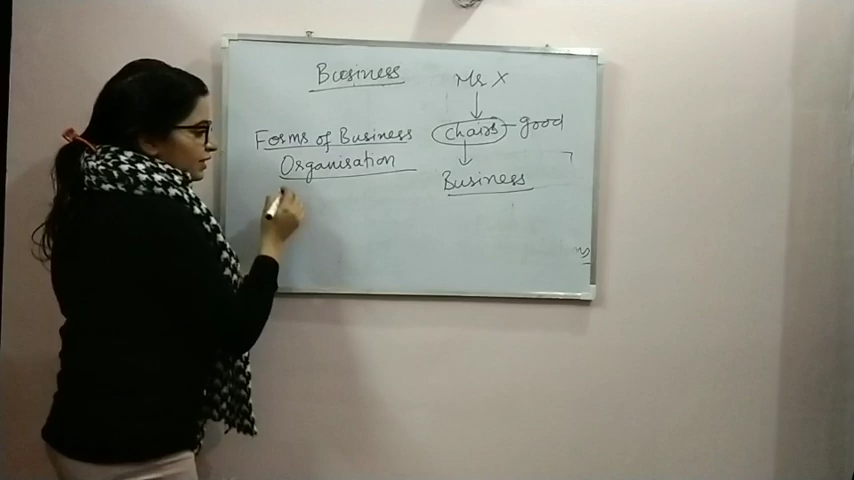 Business
Forms of Business
Organisation
Mr X
chairs - good
Business